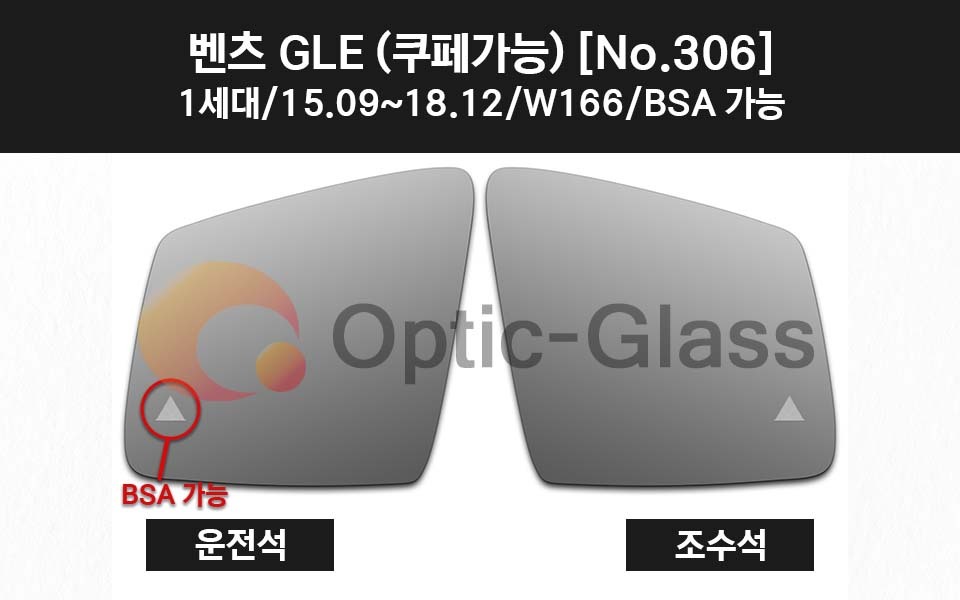 벤츠 GLE (쿠페가능) [No.306]
1세대/15.09~18.12/W166/BSA 가능
Optic-Glass
BSA 가능
운전석
조수석